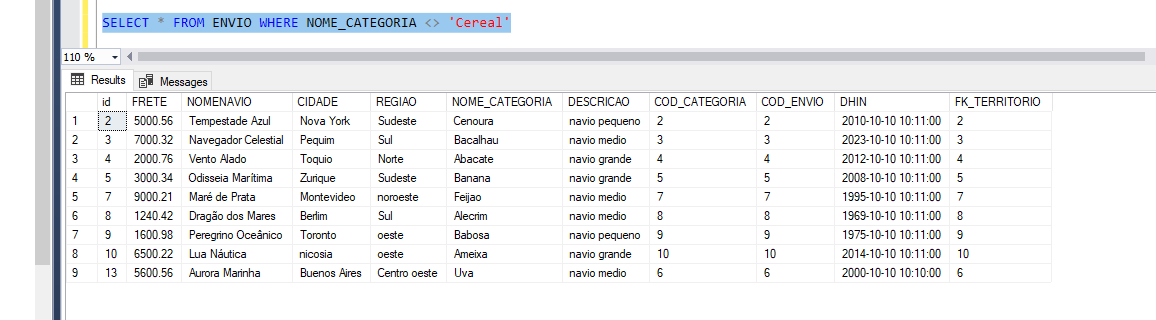 SELECT * FROM ENVIO WHERE NOME_CATEGORIA <> 'Cereal'
110 %
Results Messages
id FRETE NOMENAVIO CIDADE REGIAO NOME_CATEGORIA DESCRICAO COD_CATEGORIA COD_ENVIO DHIN FK_TERRITORIO
1 2 5000.56 Tempestade Azul Nova York Sudeste Cenoura navio pequeno 2 2 2010-10-10 10:11:00 2
2 3 7000.32 Navegador Celestial Pequim Sul Bacalhau navio medio 3 3 2023-10-10 10:11:00 3
3 4 2000.76 Vento Alado Toquio Norte Abacate navio grande 4 4 2012-10-10 10:11:00 4
4 5 3000.34 Odisseia Marítima Zurique Sudeste Banana navio grande 5 5 2008-10-10 10:11:00 5
5 7 9000.21 Maré de Prata Montevideo noroeste Feijao navio medio 7 7 1995-10-10 10:11:00 7
6 8 1240.42 Dragão dos Mares Berlim Sul Alecrim navio medio 8 8 1969-10-10 10:11:00 8
7 9 1600.98 Peregrino Oceânico Toronto oeste Babosa navio pequeno 9 9 1975-10-10 10:11:00 9
8 10 6500.22 Lua Náutica nicosia oeste Ameixa navio grande 10 10 2014-10-10 10:11:00 10
9 13 5600.56 Aurora Marinha Buenos Aires Centro oeste Uva navio medio 6 6 2000-10-10 10:10:00 6